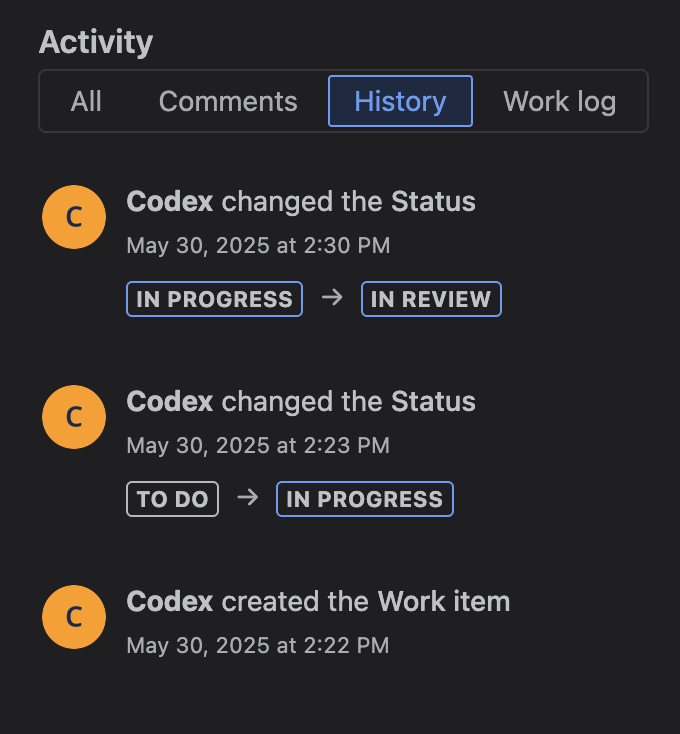 Activity
All Comments History Work log
C
Codex changed the Status
May 30, 2025 at 2:30 PM
IN PROGRESS → IN REVIEW
C
Codex changed the Status
May 30, 2025 at 2:23 PM
TO DO → IN PROGRESS
C
Codex created the Work item
May 30, 2025 at 2:22 PM